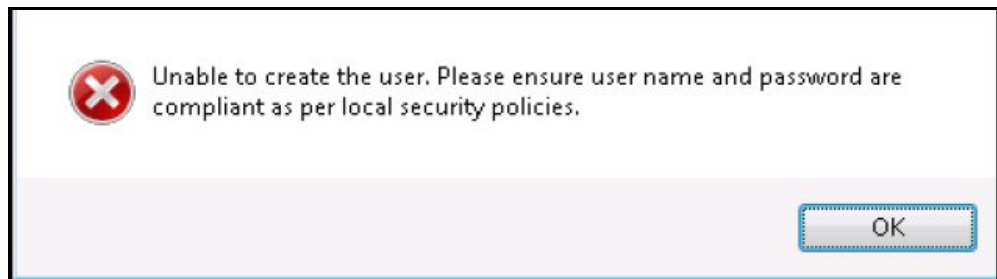 Unable to create the user. Please ensure user name and password are
compliant as per local security policies.
OK